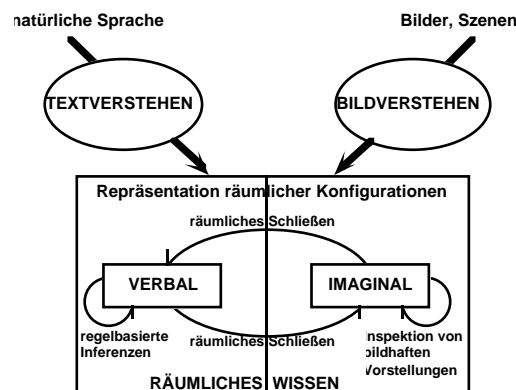 natürliche Sprache
Bilder, Szenen
TEXTVERSTEHEN
BILDVERSTEHEN
Repräsentation räumlicher Konfigurationen
räumliches Schließen
VERBAL
IMAGINAL
regelbasierte
Inferenzen
räumliches Schließen
Inspektion von
bildhaften
Vorstellungen
RÄUMLICHES WISSEN